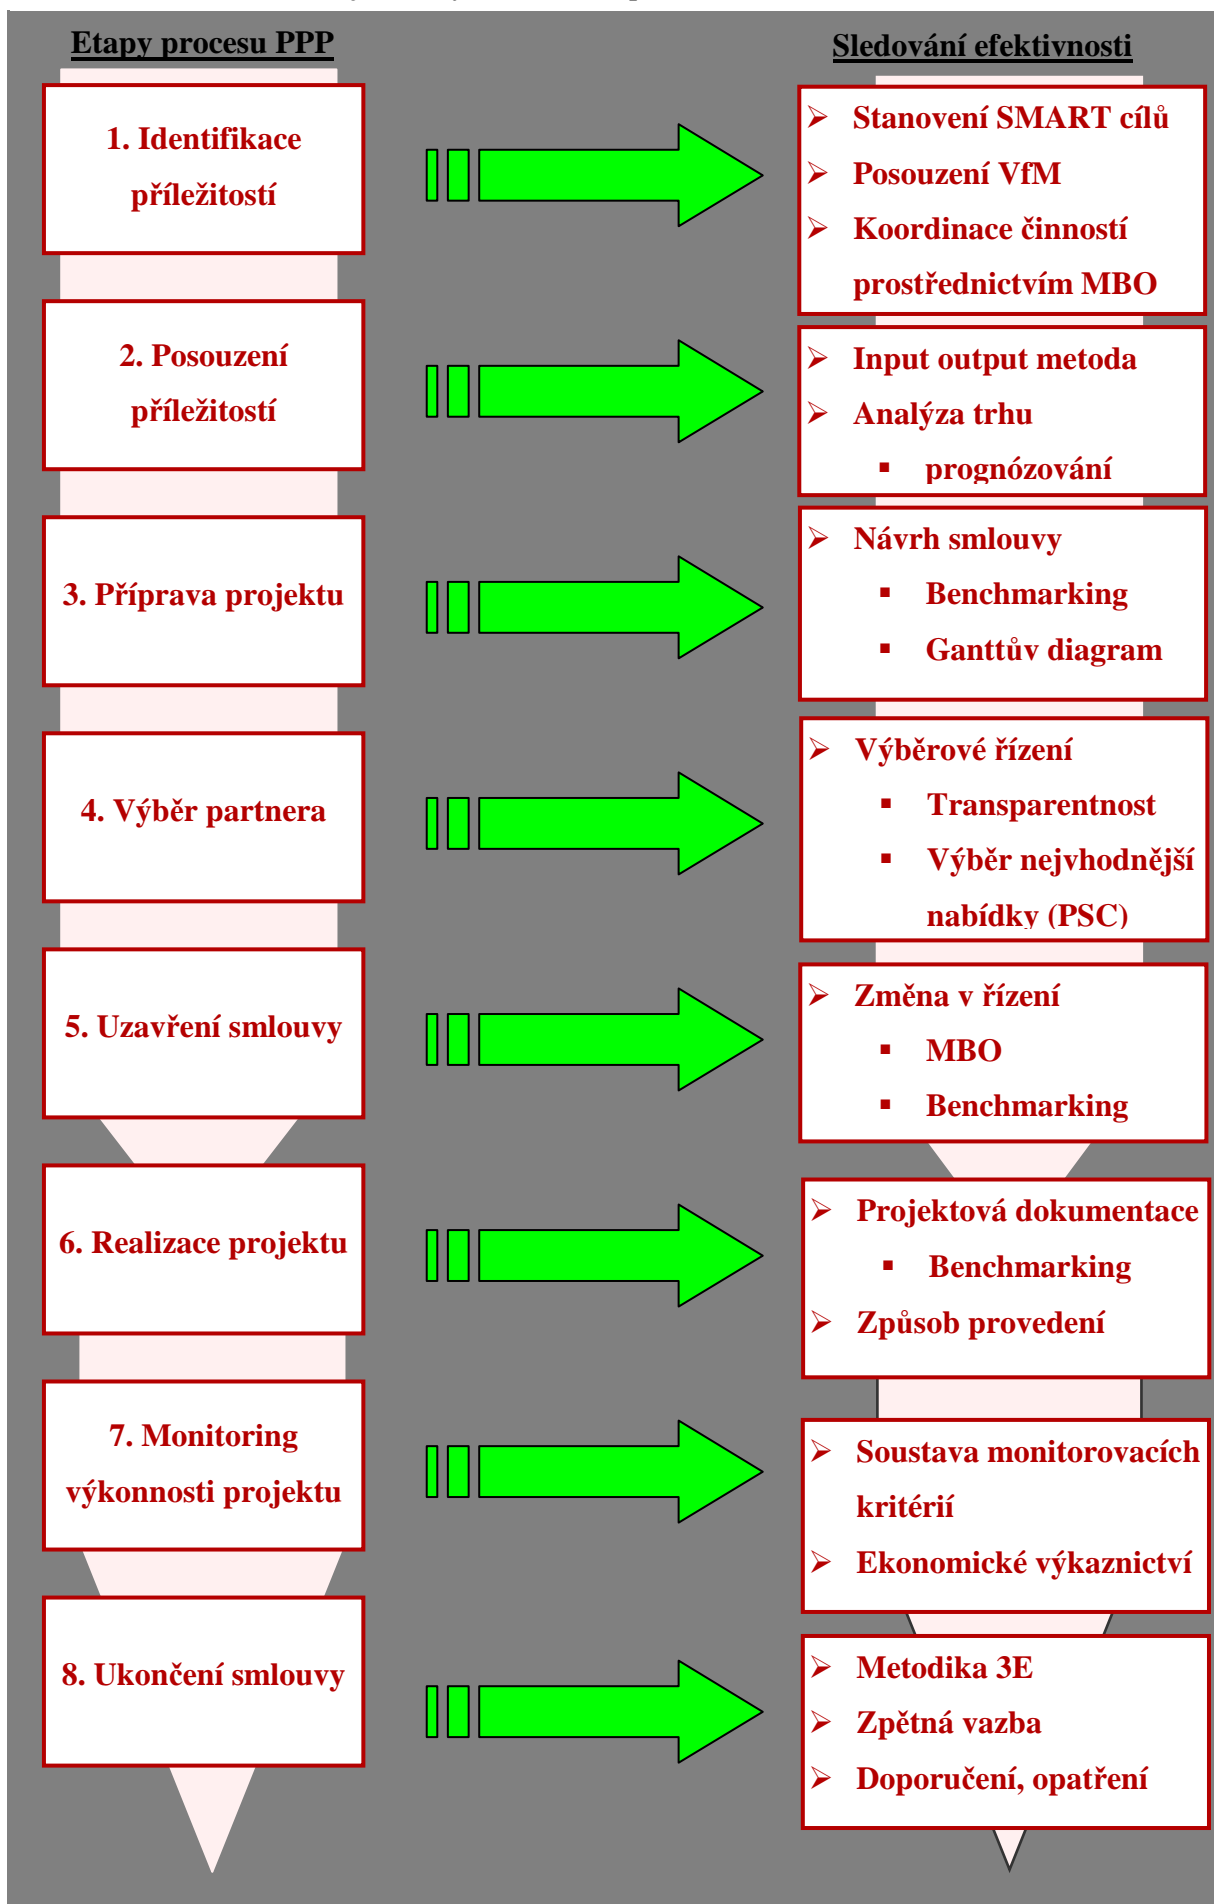 Etapy procesu PPP
Sledování efektivnosti
1. Identifikace
příležitostí
➢ Stanovení SMART cílů
➢ Posouzení VfM
➢ Koordinace činností
prostřednictvím MBO
2. Posouzení
příležitostí
➢ Input output metoda
➢ Analýza trhu
▪ prognózování
3. Příprava projektu
➢ Návrh smlouvy
▪ Benchmarking
▪ Ganttův diagram
4. Výběr partnera
➢ Výběrové řízení
▪ Transparentnost
▪ Výběr nejvhodnější
nabídky (PSC)
5. Uzavření smlouvy
➢ Změna v řízení
▪ MBO
▪ Benchmarking
6. Realizace projektu
➢ Projektová dokumentace
▪ Benchmarking
➢ Způsob provedení
7. Monitoring
výkonnosti projektu
➢ Soustava monitorovacích
kritérií
➢ Ekonomické výkaznictví
8. Ukončení smlouvy
➢ Metodika 3E
➢ Zpětná vazba
➢ Doporučení, opatření